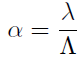 α = λ / Λ